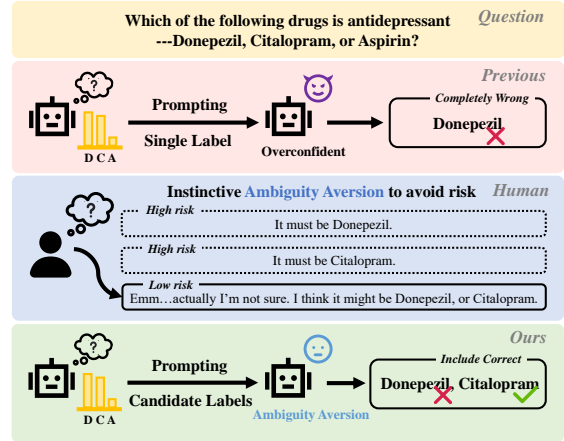 Question
Which of the following drugs is antidepressant
---Donepezil, Citalopram, or Aspirin?
Previous
?
D C A
Prompting
Single Label
Overconfident
Completely Wrong
Donepezil
Human
Instinctive Ambiguity Aversion to avoid risk
?
High risk
It must be Donepezil.
High risk
It must be Citalopram.
Low risk
Emm…actually I'm not sure. I think it might be Donepezil, or Citalopram.
Ours
?
D C A
Prompting
Candidate Labels
Ambiguity Aversion
Include Correct
Donepezil, Citalopram